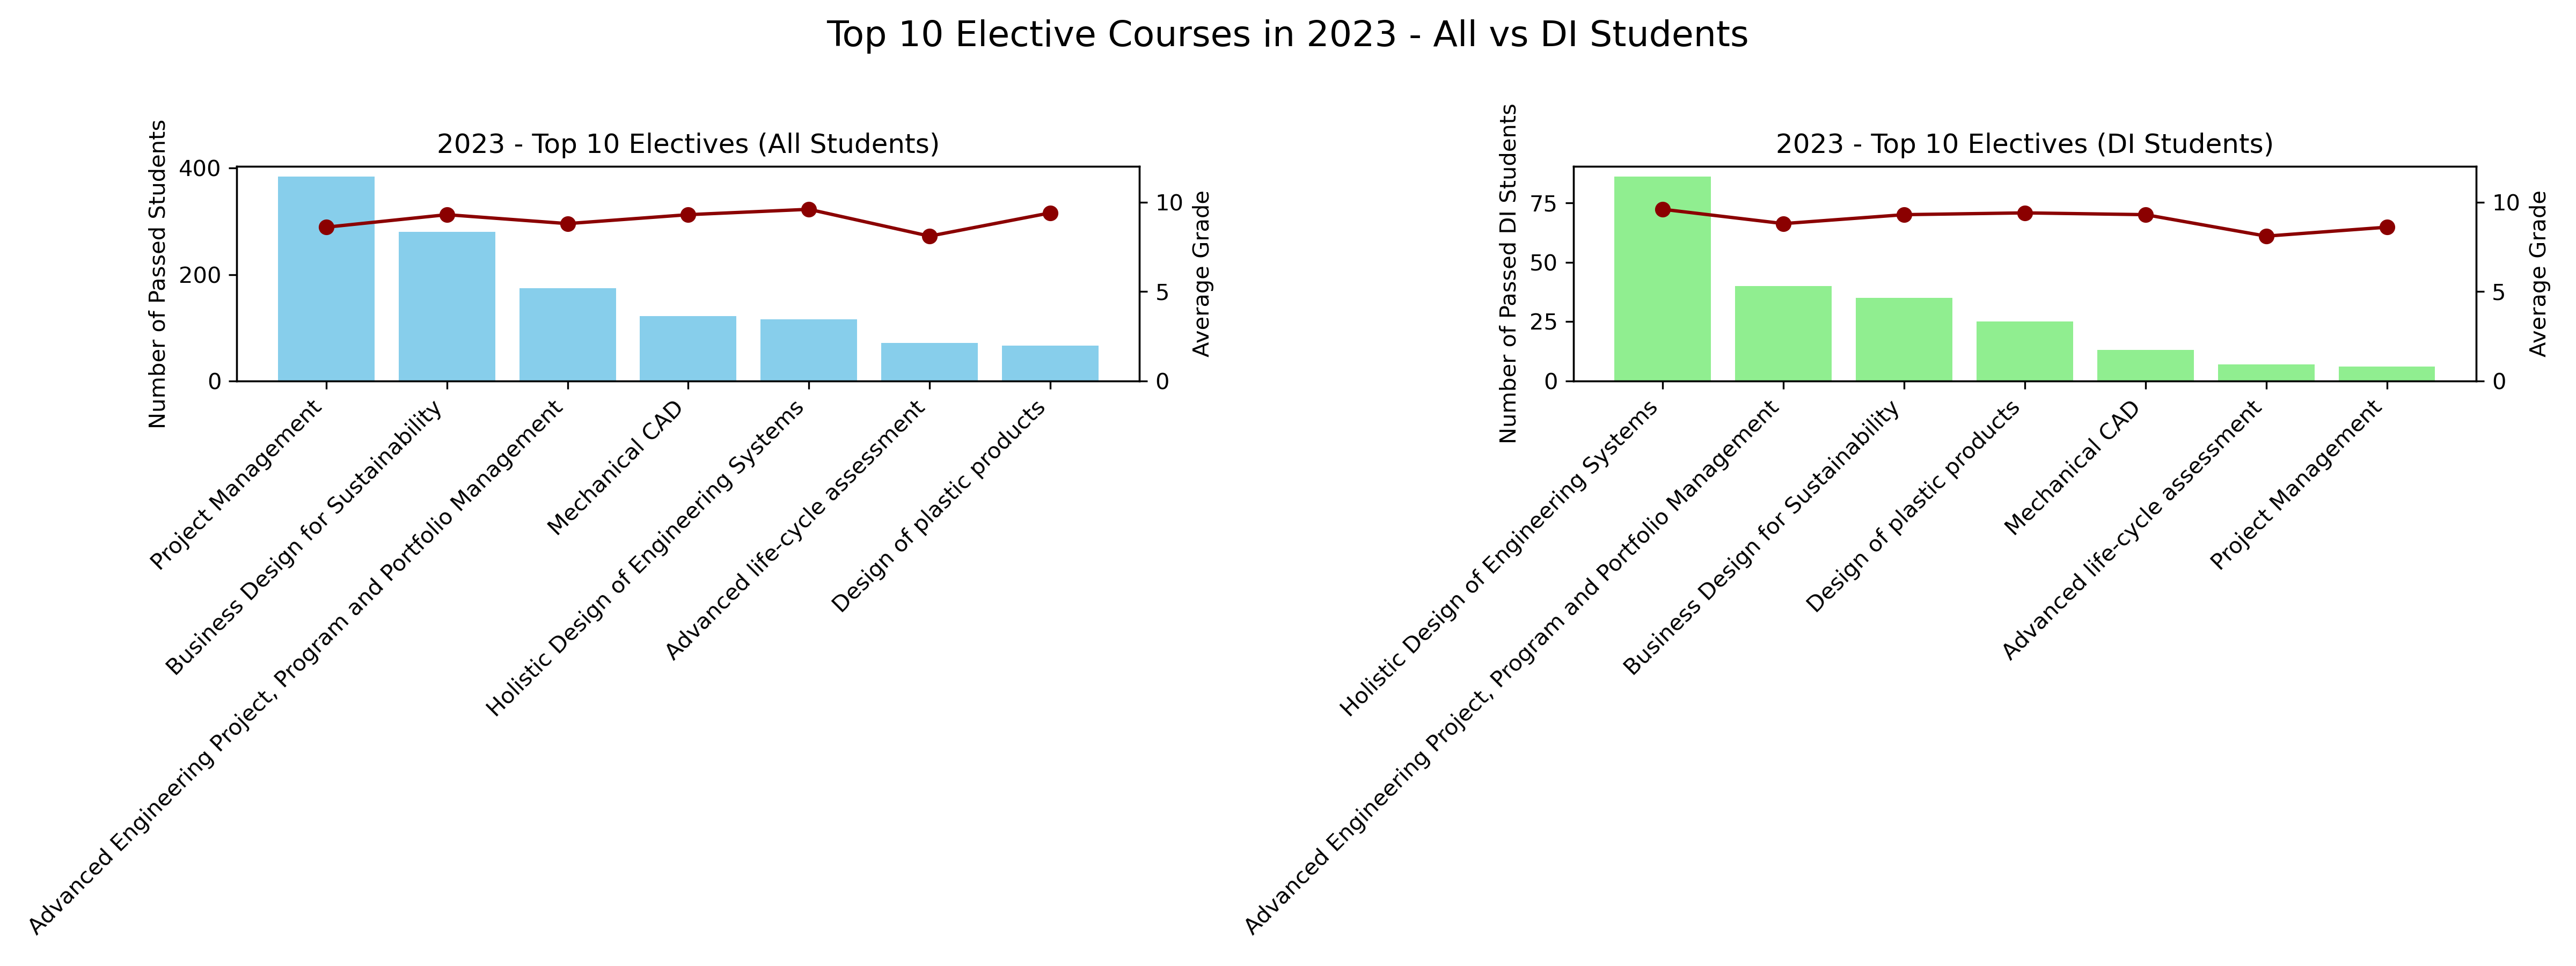 Top 10 Elective Courses in 2023 - All vs DI Students
2023 - Top 10 Electives (All Students)
Number of Passed Students
400
200
0
10
5
0
Average Grade
Project Management
Business Design for Sustainability
Advanced Engineering Project, Program and Portfolio Management
Mechanical CAD
Holistic Design of Engineering Systems
Advanced life-cycle assessment
Design of plastic products
2023 - Top 10 Electives (DI Students)
Number of Passed DI Students
75
50
25
0
10
5
0
Average Grade
Holistic Design of Engineering Systems
Advanced Engineering Project, Program and Portfolio Management
Business Design for Sustainability
Design of plastic products
Mechanical CAD
Advanced life-cycle assessment
Project Management